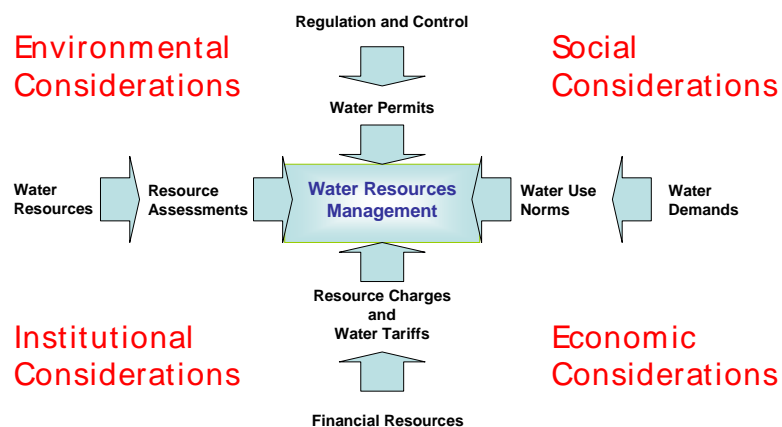 Regulation and Control
Environmental
Considerations
Social
Considerations
Water Permits
Water
Resources
Resource
Assessments
Water Resources
Management
Water Use
Norms
Water
Demands
Resource Charges
and
Water Tariffs
Institutional
Considerations
Economic
Considerations
Financial Resources